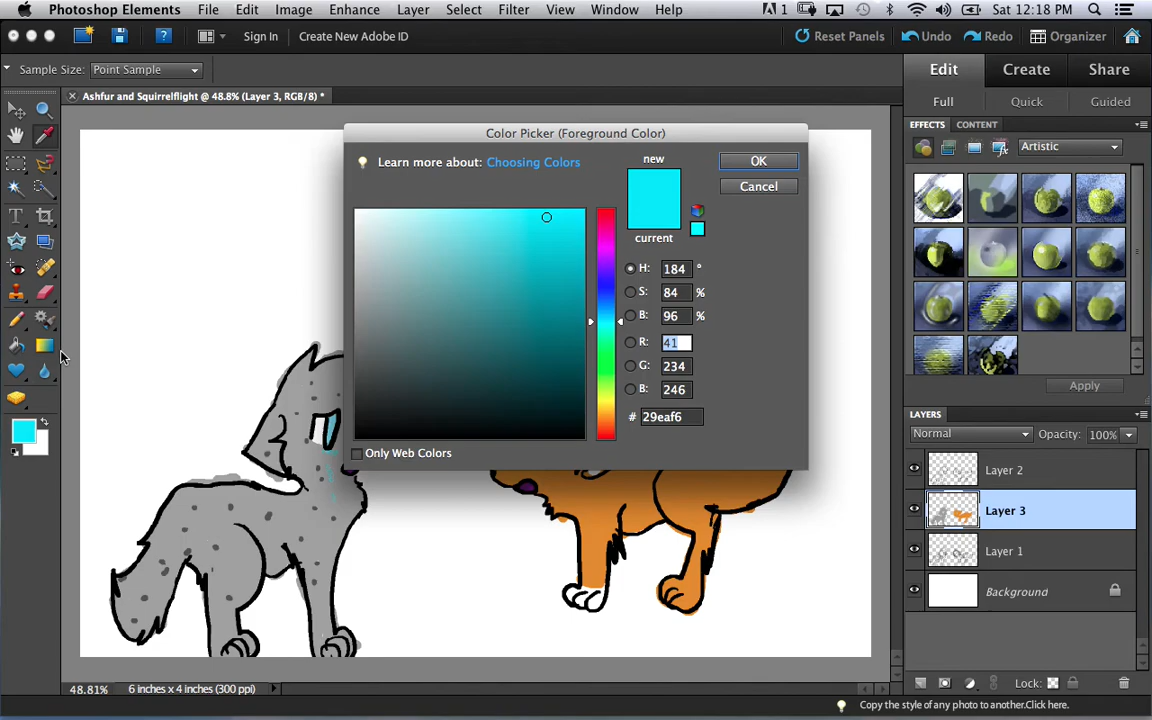 Photoshop Elements File Edit Image Enhance Layer Select Filter View Window Help 1 Sat 12:18 PM
Sign In Create New Adobe ID Reset Panels Undo Redo Organizer
Sample Size: Point Sample Edit Create Share
Ashfur and Squirrelflight @ 48.8% (Layer 3, RGB/8) * Full Quick Guided
EFFECTS CONTENT
Artistic
Color Picker (Foreground Color)
Learn more about: Choosing Colors
new
current
OK
Cancel
H: 184 °
S: 84 %
B: 96 %
R: 41
G: 234
B: 246
# 29eaf6
Only Web Colors
Apply
LAYERS
Normal Opacity: 100%
Layer 2
Layer 3
Layer 1
Background
Lock:
48.81% 6 inches x 4 inches (300 ppi)
Copy the style of any photo to another.Click here.